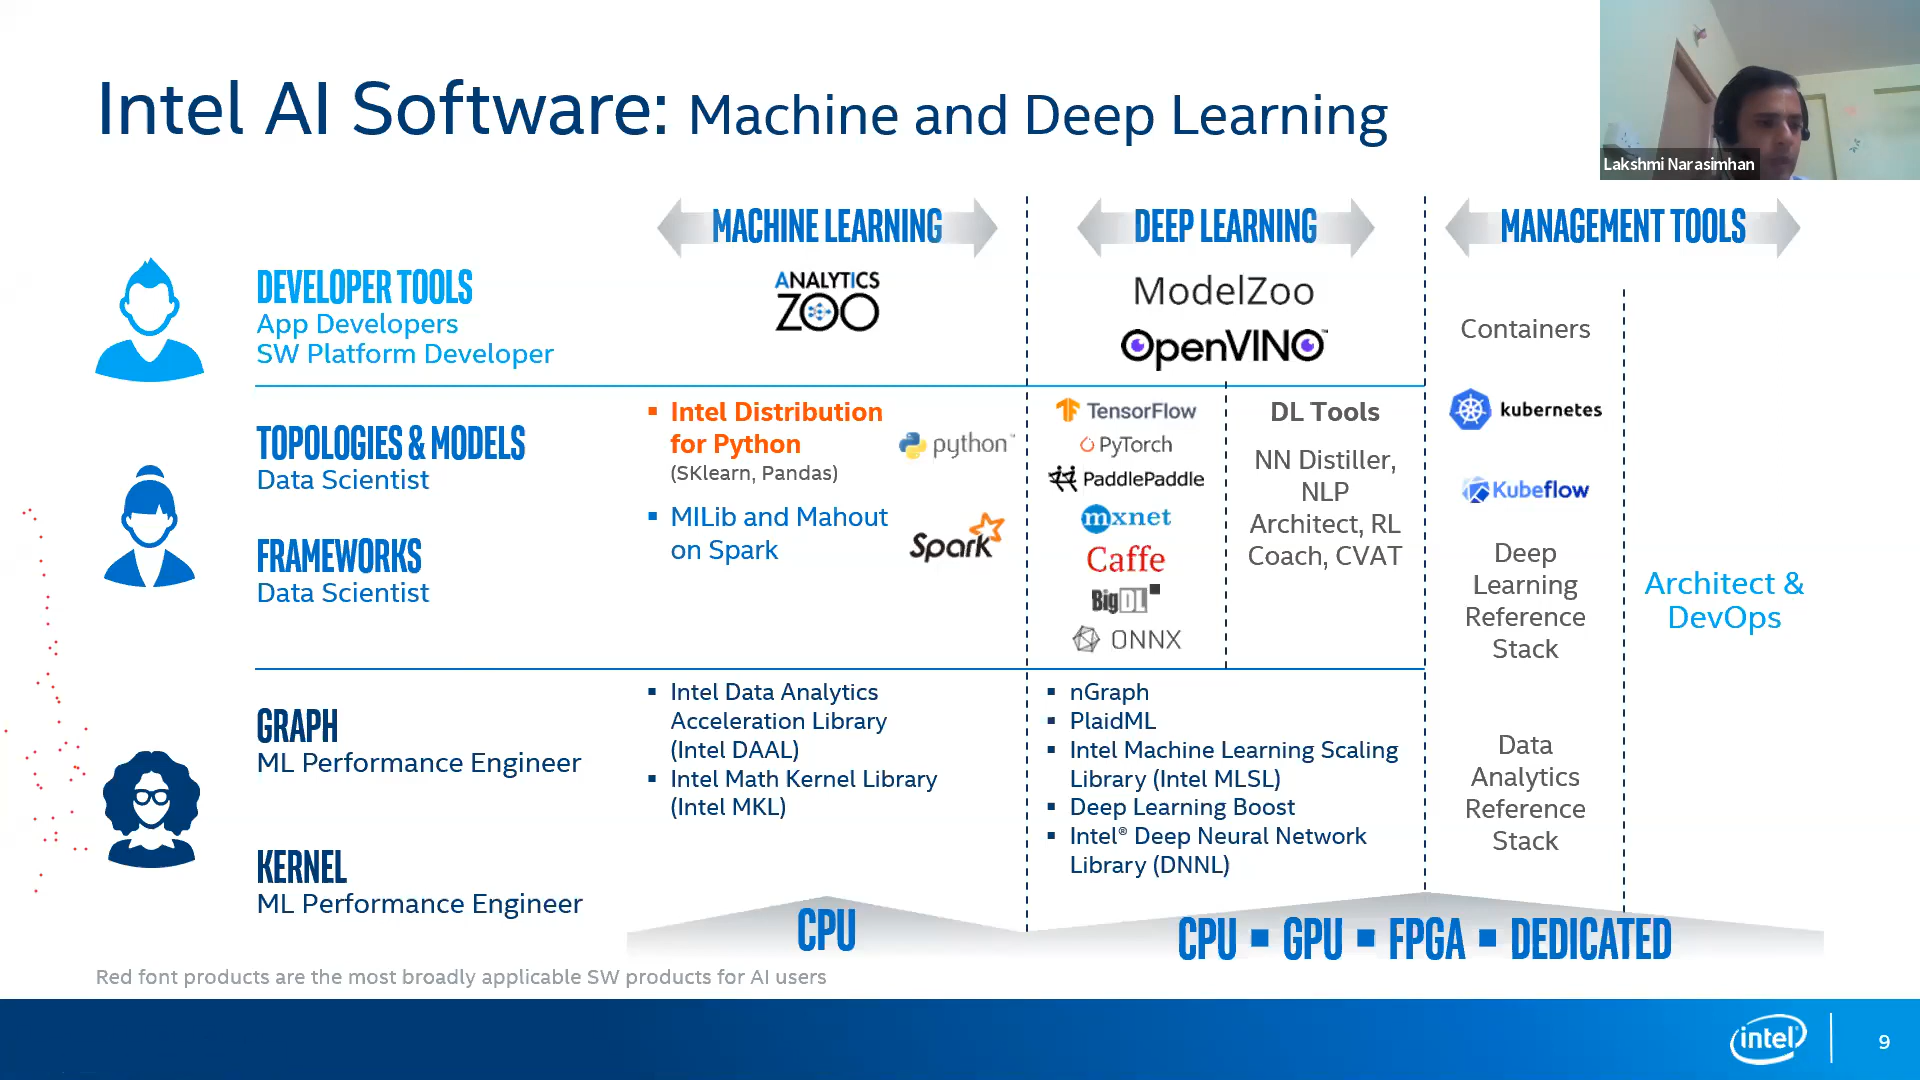 Intel AI Software: Machine and Deep Learning
Lakshmi Narasimhan
MACHINE LEARNING
DEEP LEARNING
MANAGEMENT TOOLS
DEVELOPER TOOLS
App Developers
SW Platform Developer
ANALYTICS
ZOO
ModelZoo
OpenVINO™
Containers
kubernetes
Kubeflow
Deep
Learning
Reference
Stack
Data
Analytics
Reference
Stack
Architect &
DevOps
TOPOLOGIES & MODELS
Data Scientist
FRAMEWORKS
Data Scientist
▪ Intel Distribution
for Python
(SKlearn, Pandas)
python™
▪ MILib and Mahout
on Spark
Spark
TensorFlow
PyTorch
PaddlePaddle
mxnet
Caffe
BigDL
ONNX
DL Tools
NN Distiller,
NLP
Architect, RL
Coach, CVAT
GRAPH
ML Performance Engineer
KERNEL
ML Performance Engineer
▪ Intel Data Analytics
Acceleration Library
(Intel DAAL)
▪ Intel Math Kernel Library
(Intel MKL)
▪ nGraph
▪ PlaidML
▪ Intel Machine Learning Scaling
Library (Intel MLSL)
▪ Deep Learning Boost
▪ Intel® Deep Neural Network
Library (DNNL)
CPU
CPU ▪ GPU ▪ FPGA ▪ DEDICATED
Red font products are the most broadly applicable SW products for AI users
intel®
9